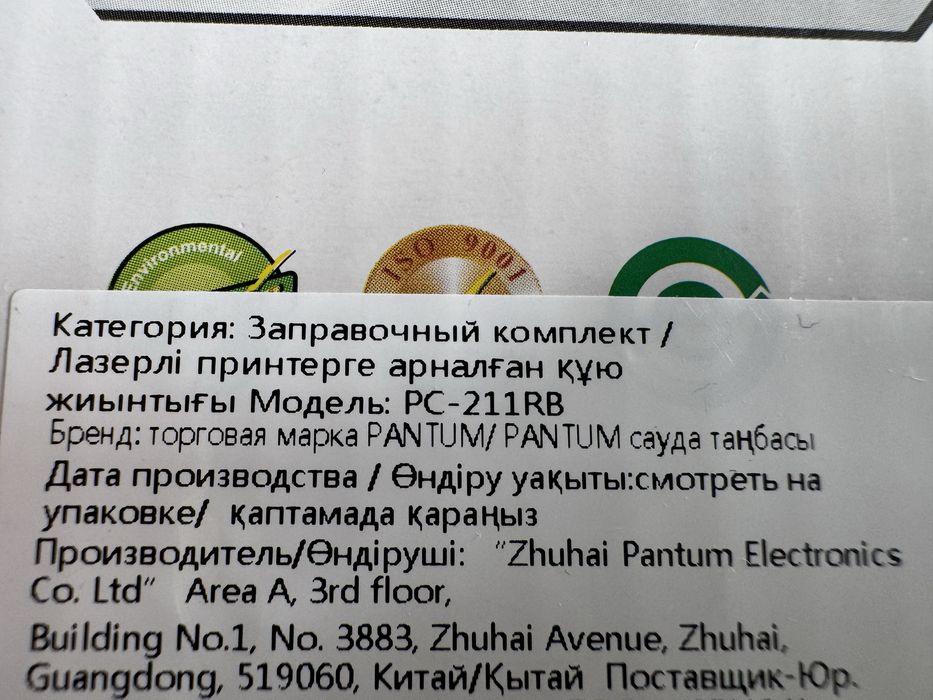 Environmental
ISO 9001
Категория: Заправочный комплект /
Лазерлі принтерге арналған құю
жиынтығы Модель: PC-211RB
Бренд: торговая марка PANTUM/ PANTUM сауда таңбасы
Дата производства / Өндіру уақыты:смотреть на
упаковке/ қаптамада қараңыз
Производитель/Өндіруші: "Zhuhai Pantum Electronics
Co. Ltd" Area A, 3rd floor,
Building No.1, No. 3883, Zhuhai Avenue, Zhuhai,
Guangdong, 519060, Китай/Қытай Поставщик-Юр.